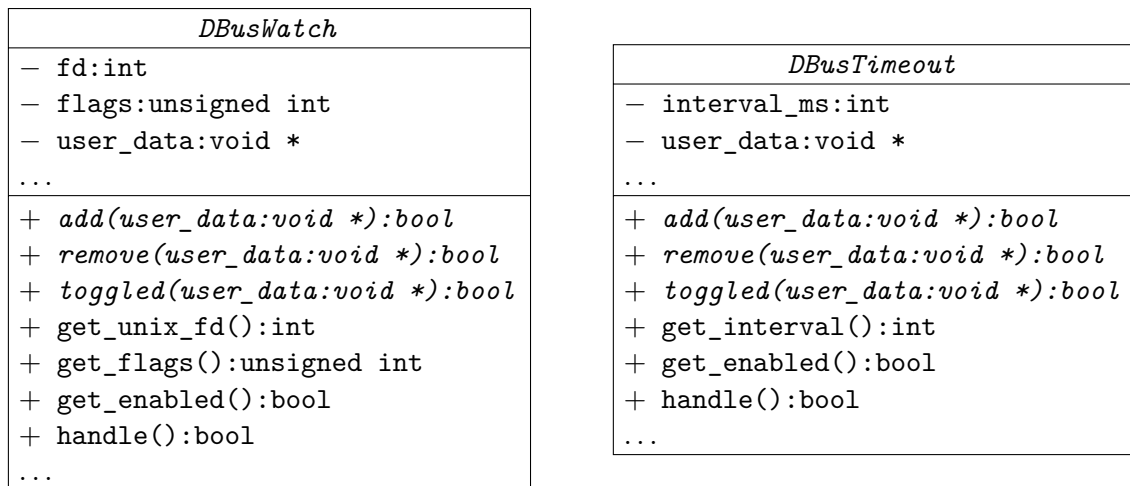 DBusWatch
− fd:int
− flags:unsigned int
− user_data:void *
...
+ add(user_data:void *):bool
+ remove(user_data:void *):bool
+ toggled(user_data:void *):bool
+ get_unix_fd():int
+ get_flags():unsigned int
+ get_enabled():bool
+ handle():bool
...
DBusTimeout
− interval_ms:int
− user_data:void *
...
+ add(user_data:void *):bool
+ remove(user_data:void *):bool
+ toggled(user_data:void *):bool
+ get_interval():int
+ get_enabled():bool
+ handle():bool
...